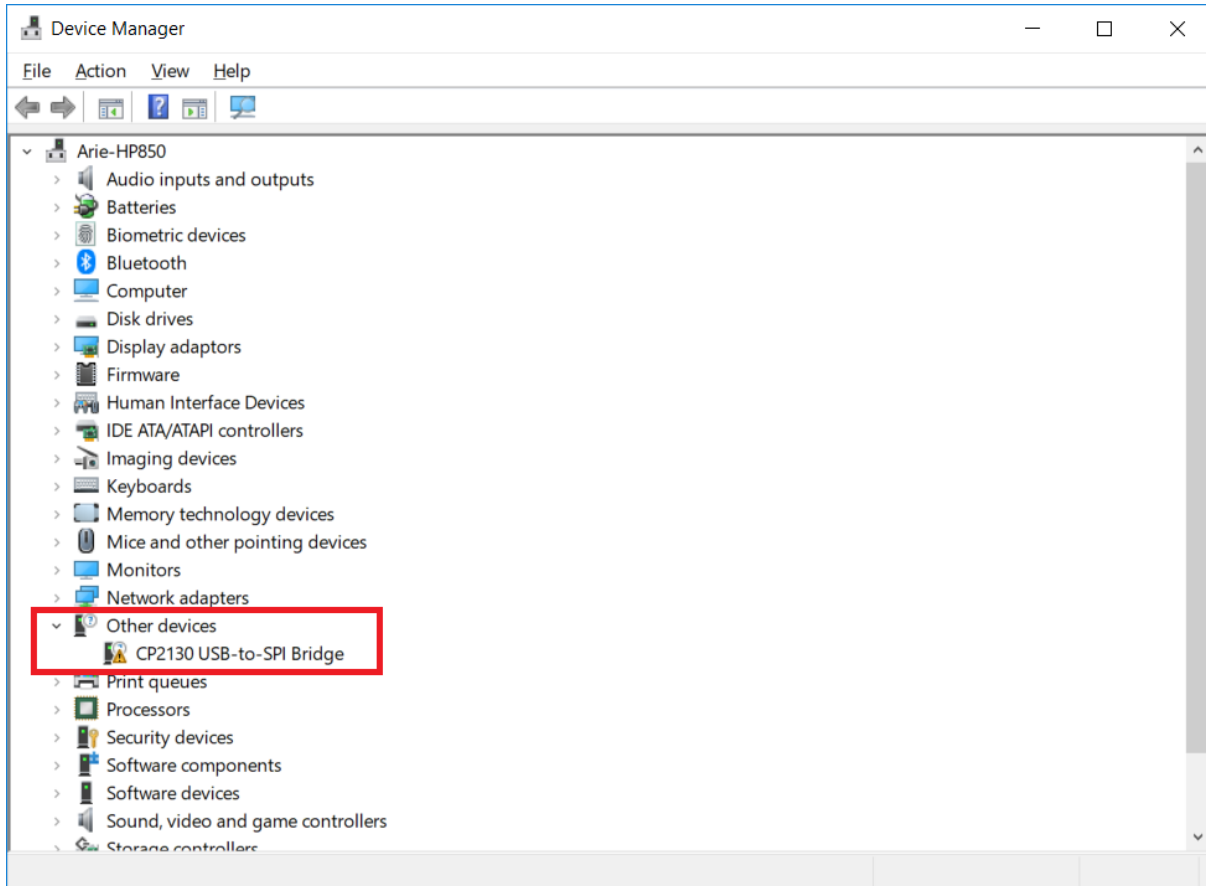 Device Manager
File Action View Help
Arie-HP850
Audio inputs and outputs
Batteries
Biometric devices
Bluetooth
Computer
Disk drives
Display adaptors
Firmware
Human Interface Devices
IDE ATA/ATAPI controllers
Imaging devices
Keyboards
Memory technology devices
Mice and other pointing devices
Monitors
Network adapters
Other devices
CP2130 USB-to-SPI Bridge
Print queues
Processors
Security devices
Software components
Software devices
Sound, video and game controllers
Storage controllers